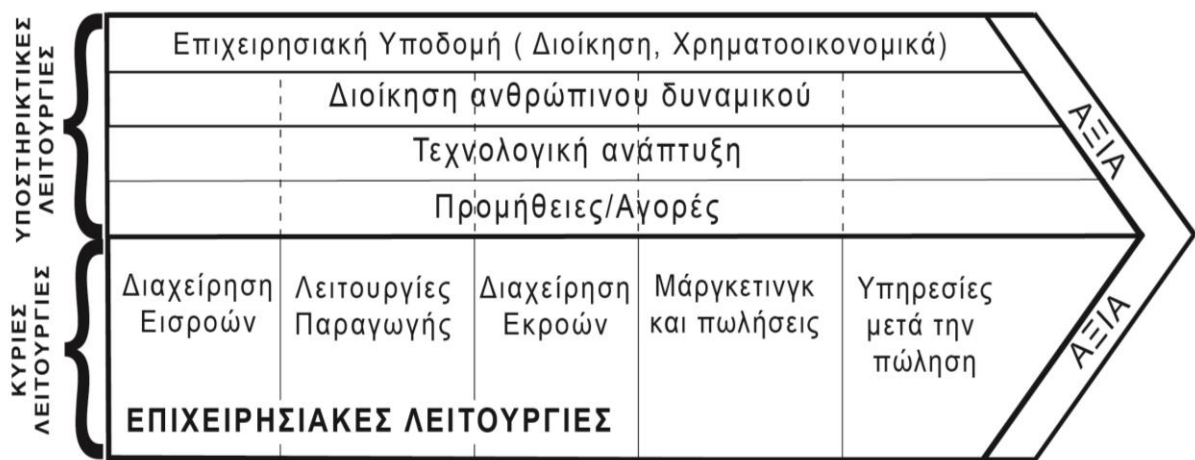 ΥΠΟΣΤΗΡΙΚΤΙΚΕΣ
ΛΕΙΤΟΥΡΓΙΕΣ
Επιχειρησιακή Υποδομή ( Διοίκηση, Χρηματοοικονομικά)
Διοίκηση ανθρώπινου δυναμικού
Τεχνολογική ανάπτυξη
Προμήθειες/Αγορές
ΑΞΙΑ
ΚΥΡΙΕΣ
ΛΕΙΤΟΥΡΓΙΕΣ
Διαχείρηση
Εισροών
Λειτουργίες
Παραγωγής
Διαχείρηση
Εκροών
Μάργκετινγκ
και πωλήσεις
Υπηρεσίες
μετά την
πώληση
ΑΞΙΑ
ΕΠΙΧΕΙΡΗΣΙΑΚΕΣ ΛΕΙΤΟΥΡΓΙΕΣ